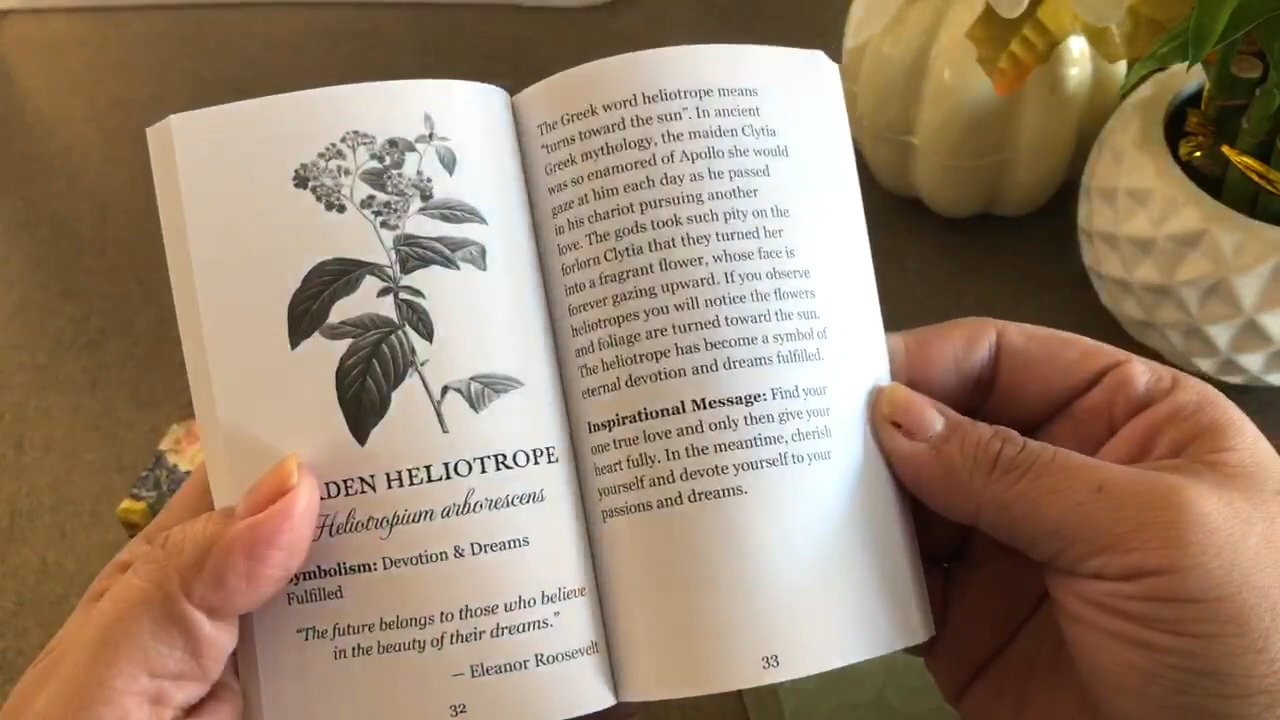 DEN HELIOTROPE
Heliotropium arborescens
Symbolism: Devotion & Dreams
Fulfilled
“The future belongs to those who believe
in the beauty of their dreams.”
— Eleanor Roosevelt
32
The Greek word heliotrope means
“turns toward the sun”. In ancient
Greek mythology, the maiden Clytia
was so enamored of Apollo she would
gaze at him each day as he passed
in his chariot pursuing another
love. The gods took such pity on the
forlorn Clytia that they turned her
into a fragrant flower, whose face is
forever gazing upward. If you observe
heliotropes you will notice the flowers
and foliage are turned toward the sun.
The heliotrope has become a symbol of
eternal devotion and dreams fulfilled.
Inspirational Message: Find your
one true love and only then give your
heart fully. In the meantime, cherish
yourself and devote yourself to your
passions and dreams.
33